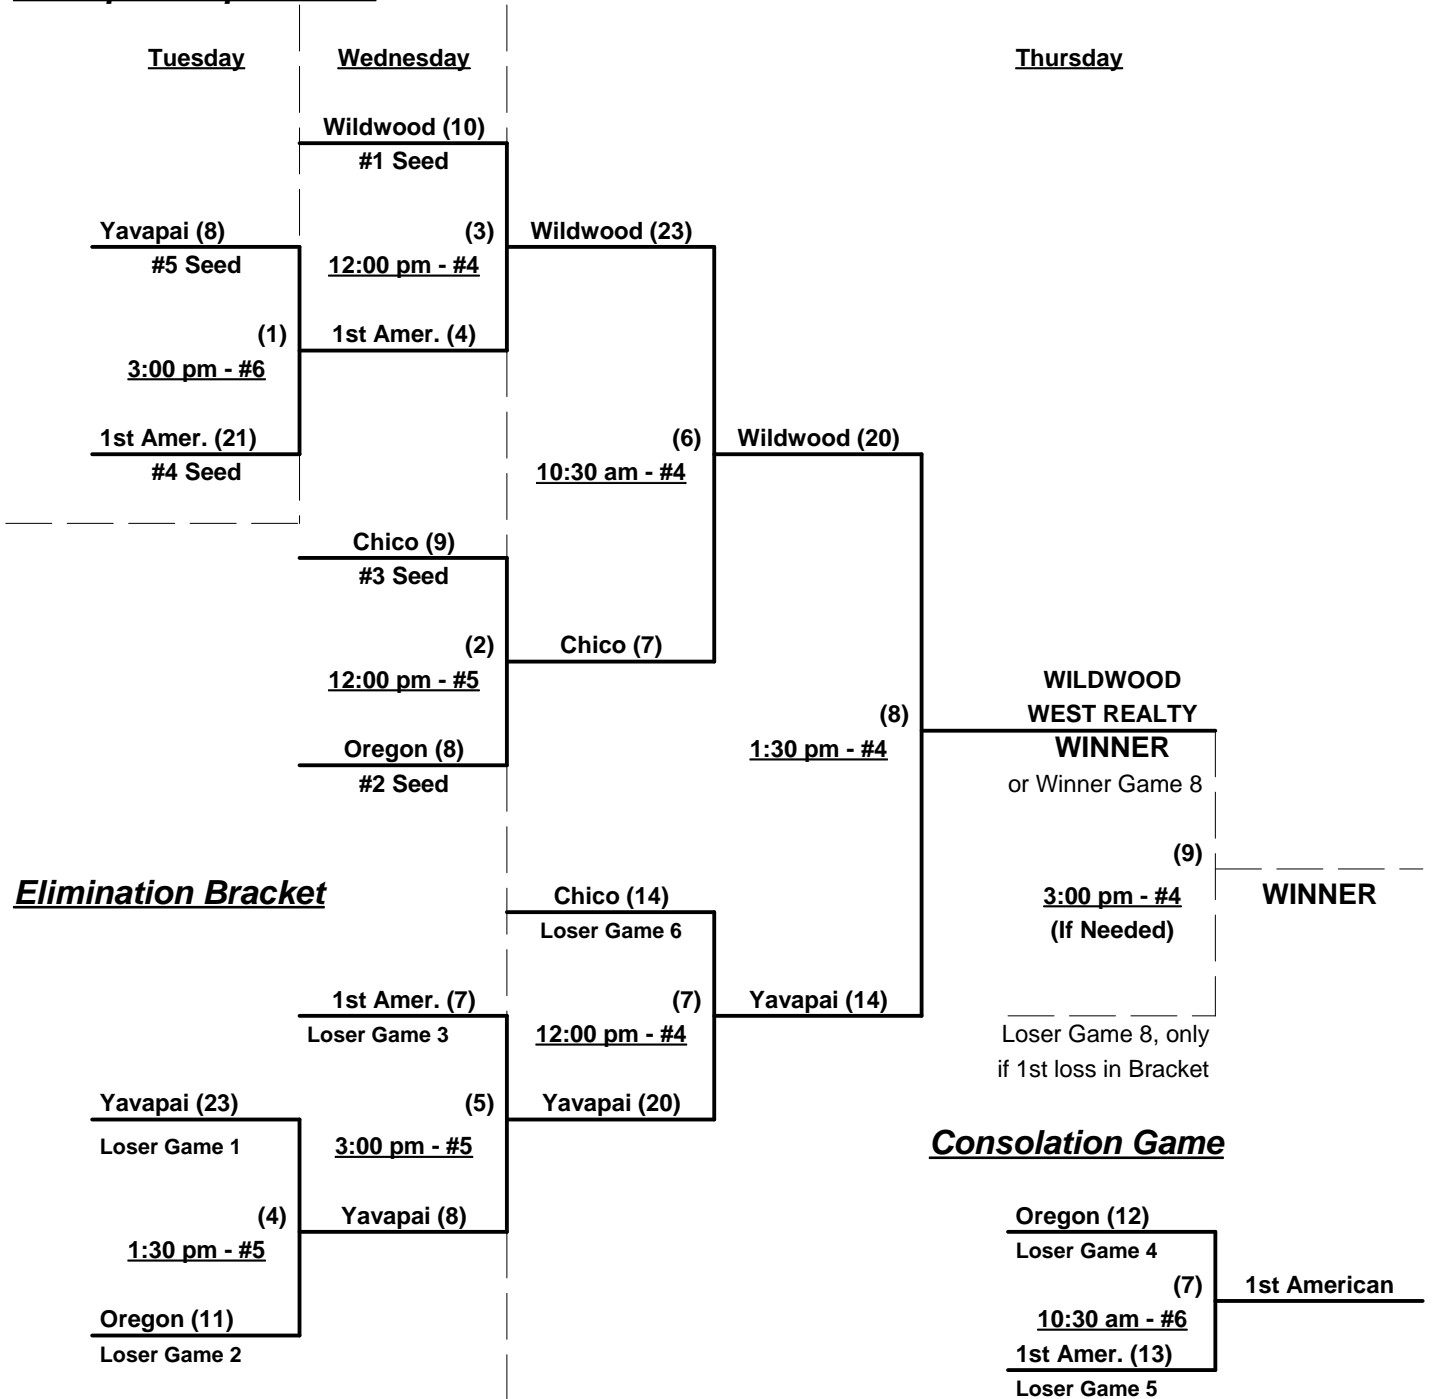 Tuesday
Wednesday
Thursday
Wildwood (10)
#1 Seed
Yavapai (8)
#5 Seed
(3)
12:00 pm - #4
Wildwood (23)
(1)
3:00 pm - #6
1st Amer. (4)
1st Amer. (21)
#4 Seed
(6)
10:30 am - #4
Wildwood (20)
Chico (9)
#3 Seed
(2)
12:00 pm - #5
Chico (7)
Oregon (8)
#2 Seed
(8)
1:30 pm - #4
WILDWOOD
WEST REALTY
WINNER
or Winner Game 8
(9)
3:00 pm - #4
(If Needed)
WINNER
Loser Game 8, only
if 1st loss in Bracket
Elimination Bracket
Chico (14)
Loser Game 6
1st Amer. (7)
Loser Game 3
(7)
12:00 pm - #4
Yavapai (14)
Yavapai (23)
Loser Game 1
(5)
3:00 pm - #5
Yavapai (20)
(4)
1:30 pm - #5
Yavapai (8)
Oregon (11)
Loser Game 2
Consolation Game
Oregon (12)
Loser Game 4
(7)
10:30 am - #6
1st American
1st Amer. (13)
Loser Game 5